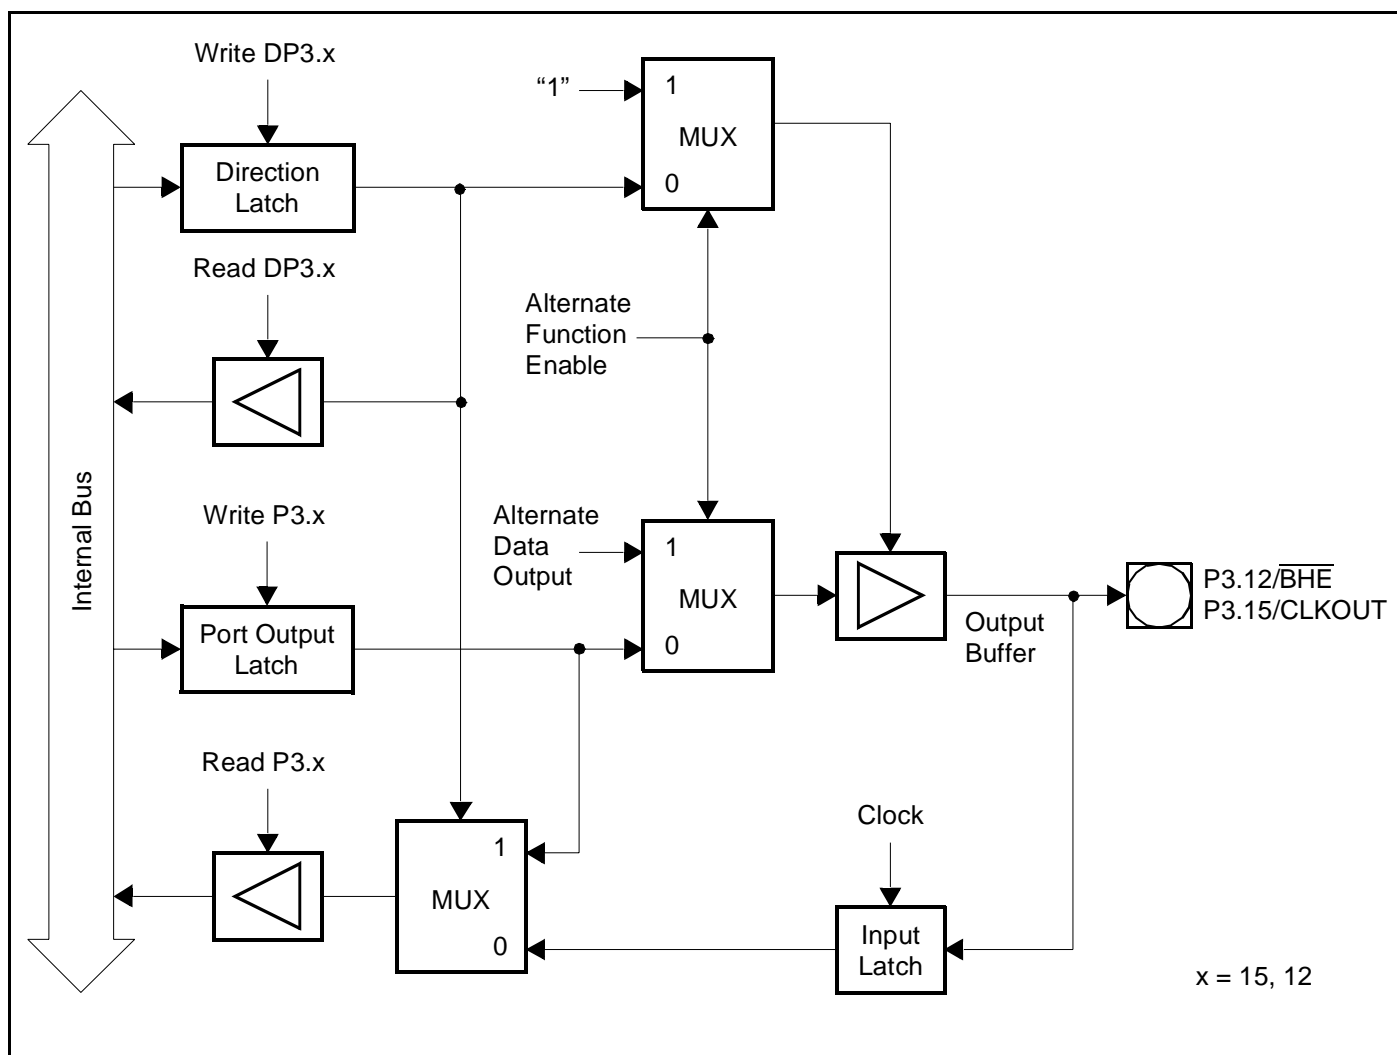 Write DP3.x
“1”
1
MUX
0
Direction
Latch
Read DP3.x
Alternate
Function
Enable
Internal Bus
Write P3.x
Alternate
Data
Output
1
MUX
0
Port Output
Latch
Output
Buffer
P3.12/B̅H̅E̅
P3.15/CLKOUT
Read P3.x
1
MUX
0
Clock
Input
Latch
x = 15, 12